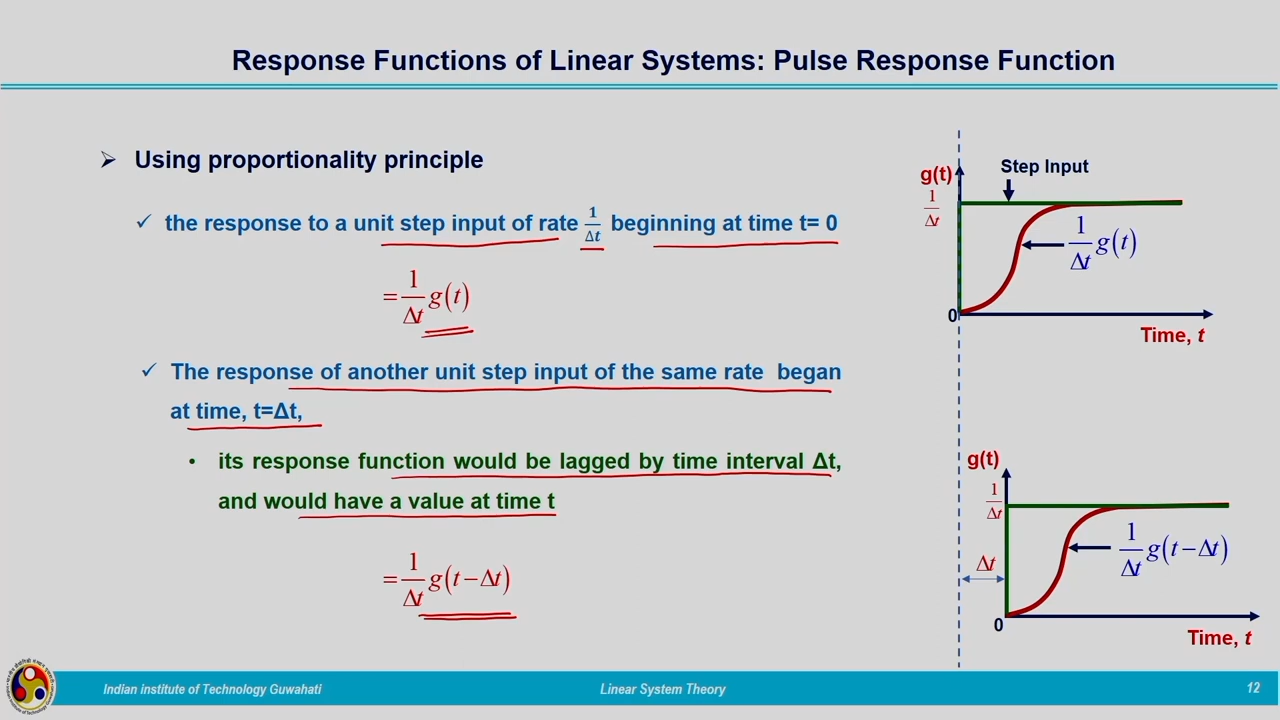 Response Functions of Linear Systems: Pulse Response Function
➢ Using proportionality principle
✓ the response to a unit step input of rate 1/Δt beginning at time t= 0
= 1/Δt g(t)
✓ The response of another unit step input of the same rate began
at time, t=Δt,
• its response function would be lagged by time interval Δt,
and would have a value at time t
= 1/Δt g(t−Δt)
g(t)
Step Input
1/Δt
1/Δt g(t)
0
Time, t
g(t)
1/Δt
1/Δt g(t−Δt)
Δt
0
Time, t
Indian institute of Technology Guwahati
Linear System Theory
12